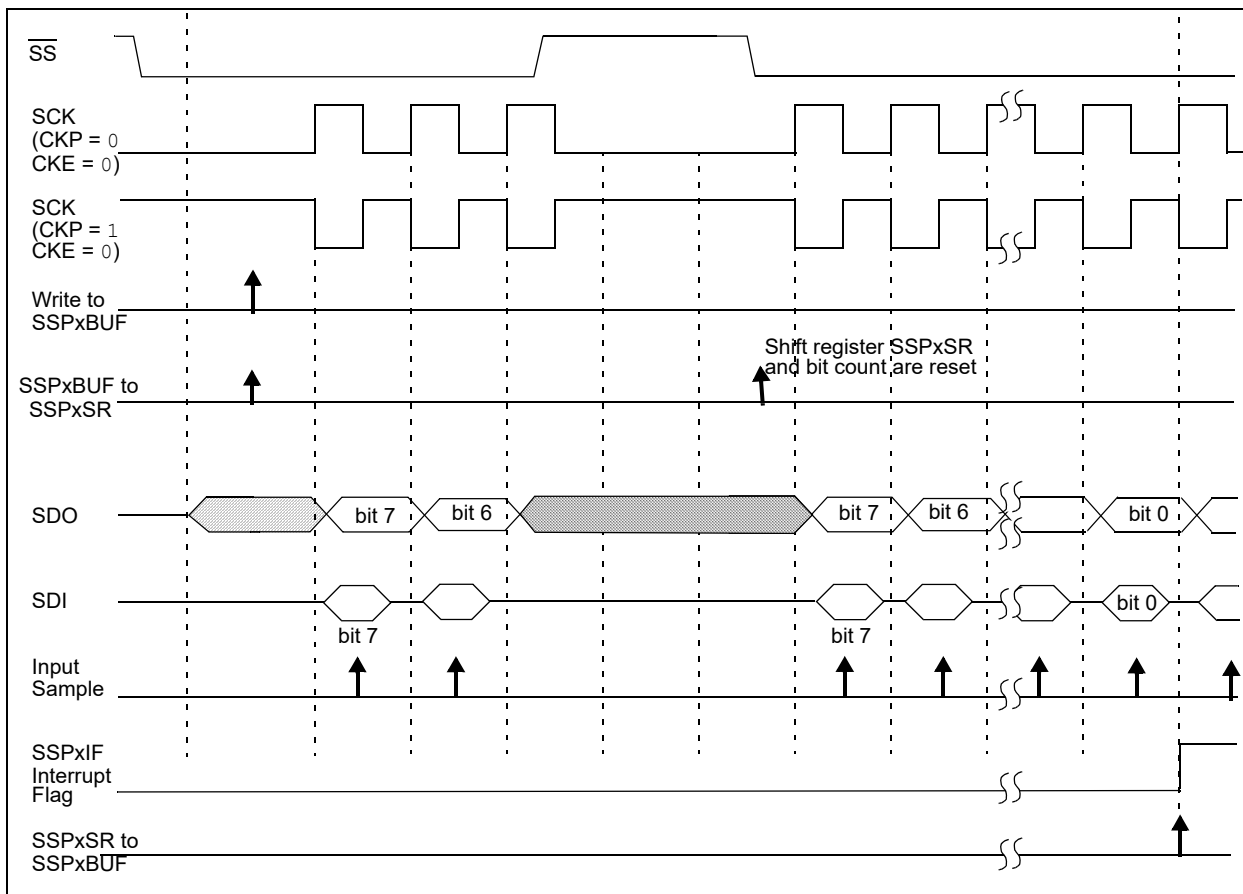 SS
SCK
(CKP = 0
CKE = 0)
SCK
(CKP = 1
CKE = 0)
Write to
SSPxBUF
Shift register SSPxSR
and bit count are reset
SSPxBUF to
SSPxSR
SDO
bit 7
bit 6
bit 7
bit 6
bit 0
SDI
bit 0
bit 7
bit 7
Input
Sample
SSPxIF
Interrupt
Flag
SSPxSR to
SSPxBUF